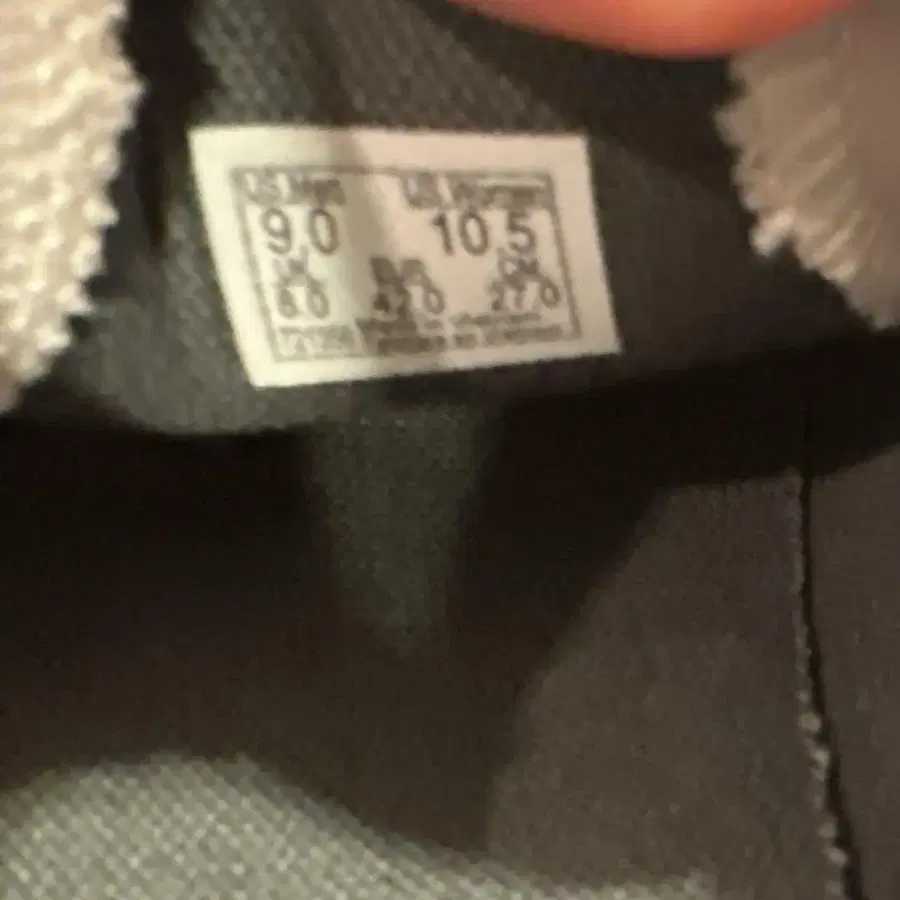 US Men US Women
9.0 10.5
UK EUR CM
8.0 42.0 27.0